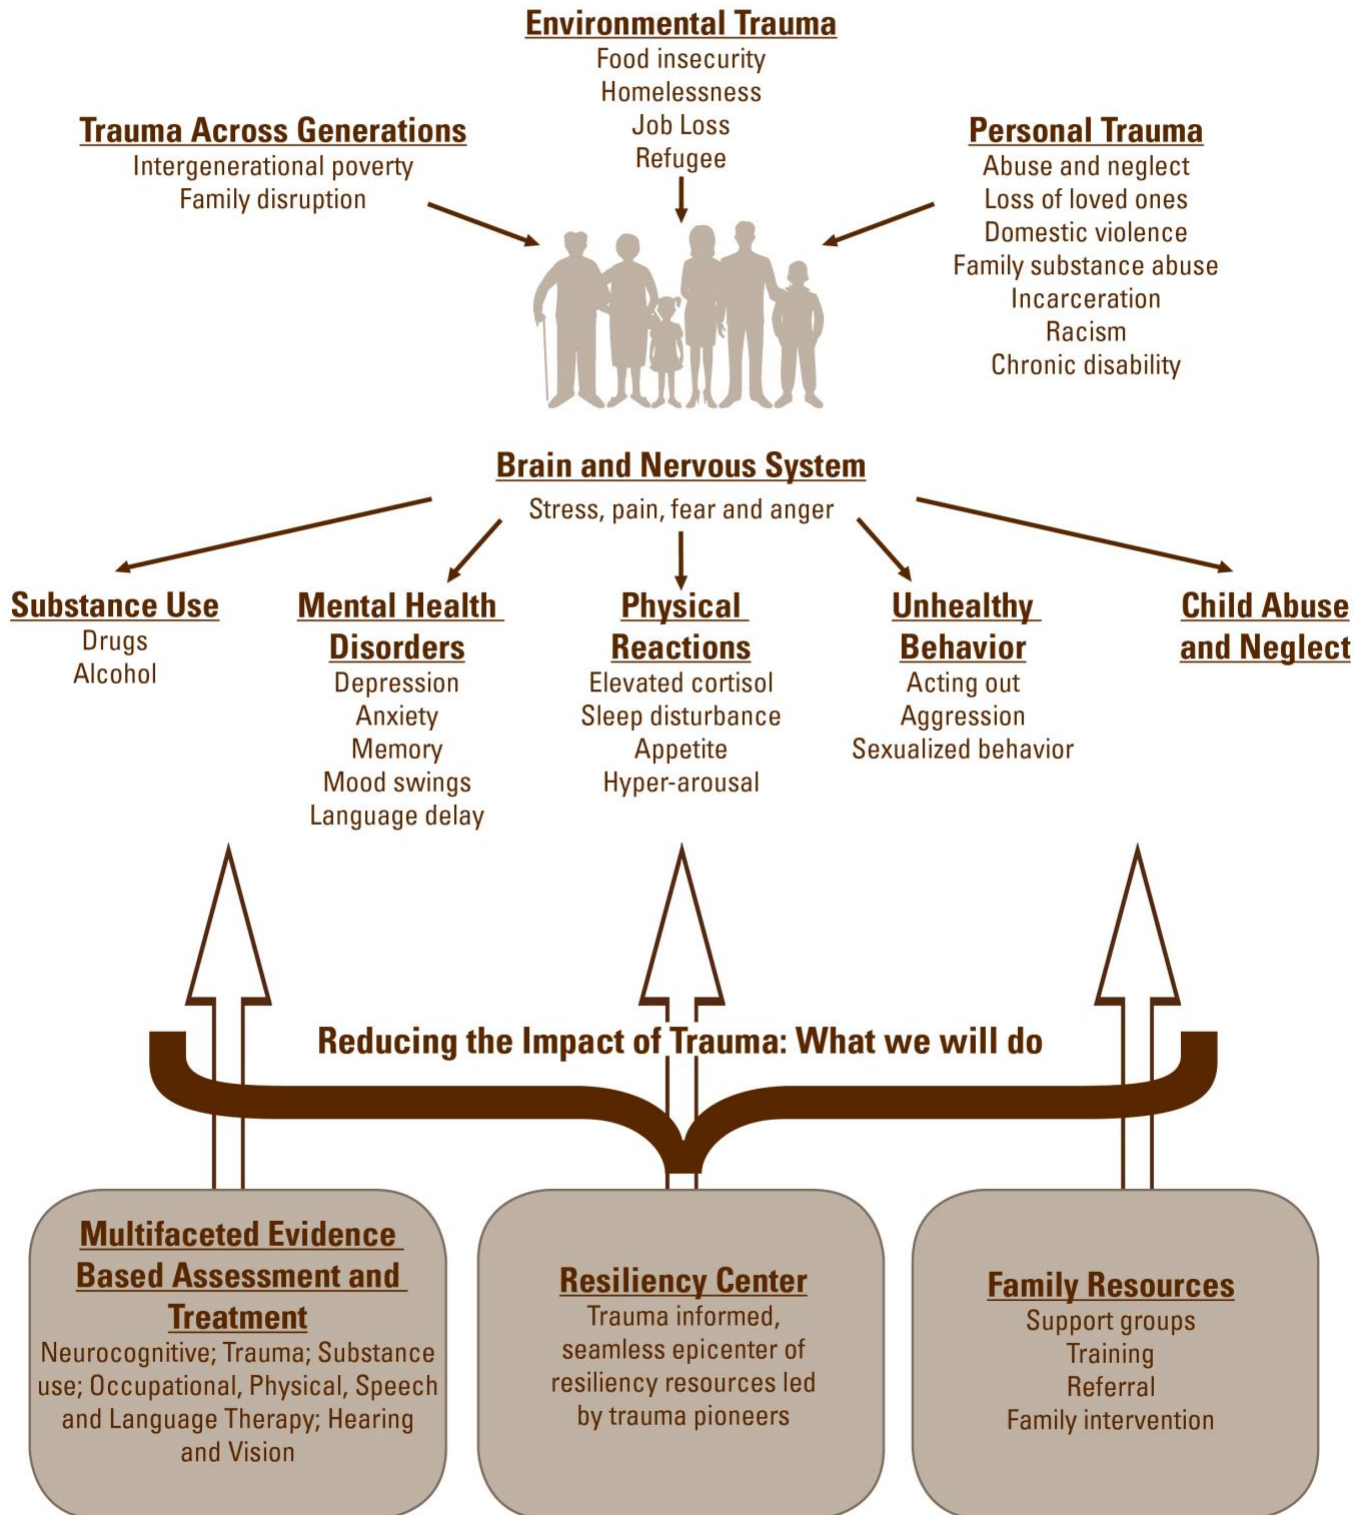 Environmental Trauma
Food insecurity
Homelessness
Job Loss
Refugee
Trauma Across Generations
Intergenerational poverty
Family disruption
Personal Trauma
Abuse and neglect
Loss of loved ones
Domestic violence
Family substance abuse
Incarceration
Racism
Chronic disability
Brain and Nervous System
Stress, pain, fear and anger
Substance Use
Drugs
Alcohol
Mental Health
Disorders
Depression
Anxiety
Memory
Mood swings
Language delay
Physical
Reactions
Elevated cortisol
Sleep disturbance
Appetite
Hyper-arousal
Unhealthy
Behavior
Acting out
Aggression
Sexualized behavior
Child Abuse
and Neglect
Reducing the Impact of Trauma: What we will do
Multifaceted Evidence
Based Assessment and
Treatment
Neurocognitive; Trauma; Substance
use; Occupational, Physical, Speech
and Language Therapy; Hearing
and Vision
Resiliency Center
Trauma informed,
seamless epicenter of
resiliency resources led
by trauma pioneers
Family Resources
Support groups
Training
Referral
Family intervention